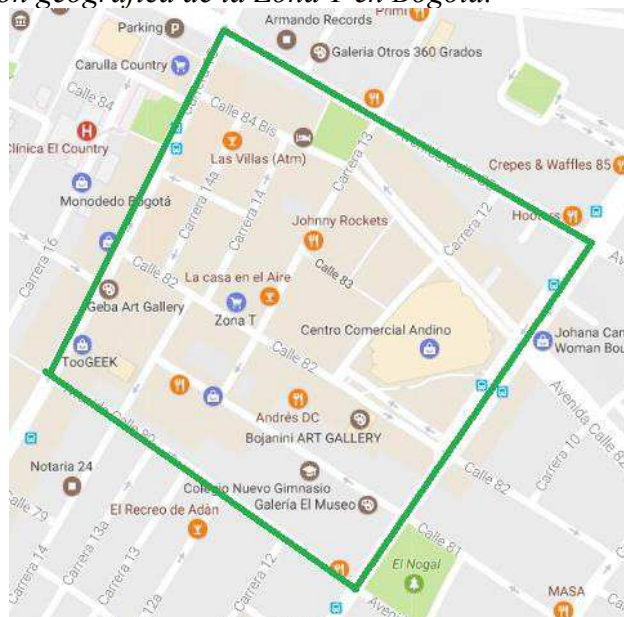 ón geográfica de la Zona T en Bogotá.
Primi
Parking
Armando Records
Galeria Otros 360 Grados
Carulla Country
Calle 84
Carrera 15
Calle 84 Bis
Clínica El Country
Las Villas (Atm)
Carrera 13
Crepes & Waffles 85
Monodedo Bogotá
Carrera 14a
Carrera 14
Carrera 12
Hooters
Johnny Rockets
Carrera 16
Calle 82
La casa en el Aire
Calle 83
Geba Art Gallery
Zona T
Centro Comercial Andino
Johana Can
Woman Bou
TooGEEK
Calle 82
Avenida Calle 82
Andrés DC
Bojanini ART GALLERY
Carrera 10
Notaria 24
Colegio Nuevo Gimnasio
Calle 82
Calle 79
Galería El Museo
El Recreo de Adán
Calle 81
Carrera 14
Carrera 13a
Carrera 13
Carrera 12
12a
El Nogal
MASA